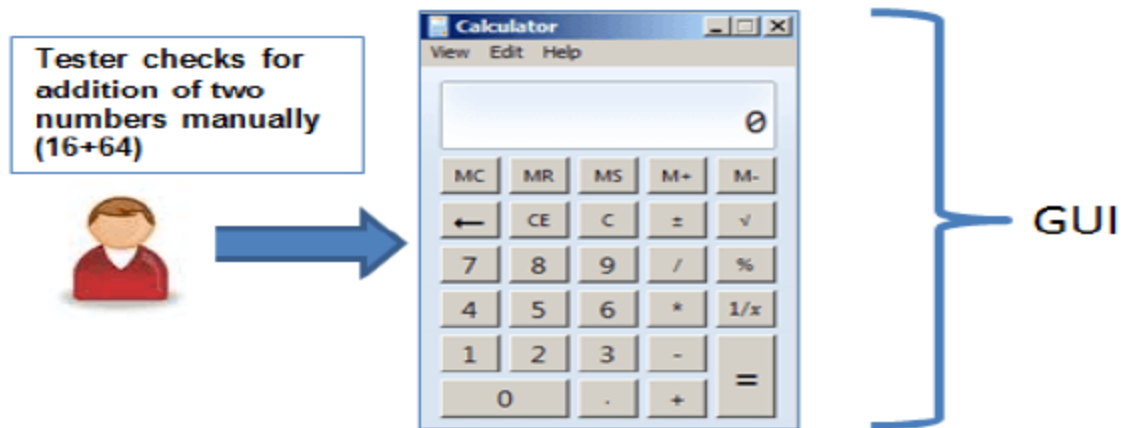 Tester checks for
addition of two
numbers manually
(16+64)
Calculator
View Edit Help
0
MC MR MS M+ M-
← CE C ± √
7 8 9 / %
4 5 6 * 1/x
1 2 3 - =
0 . +
GUI